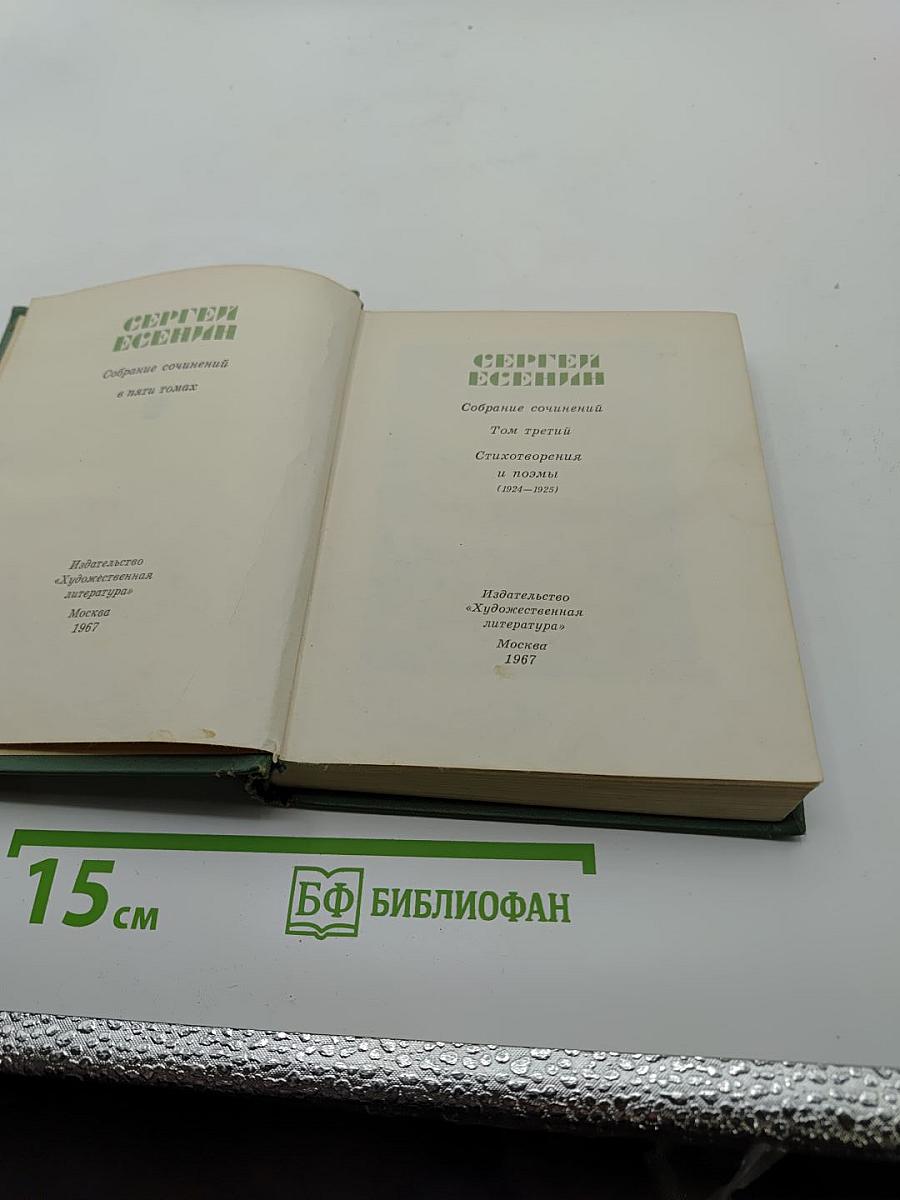 СЕРГЕЙ
ЕСЕНИН
Собрание сочинений
в пяти томах
Издательство
«Художественная
литература»
Москва
1967
СЕРГЕЙ
ЕСЕНИН
Собрание сочинений
Том третий
Стихотворения
и поэмы
(1924—1925)
Издательство
«Художественная
литература»
Москва
1967
15 см
БФ БИБЛИОФАН